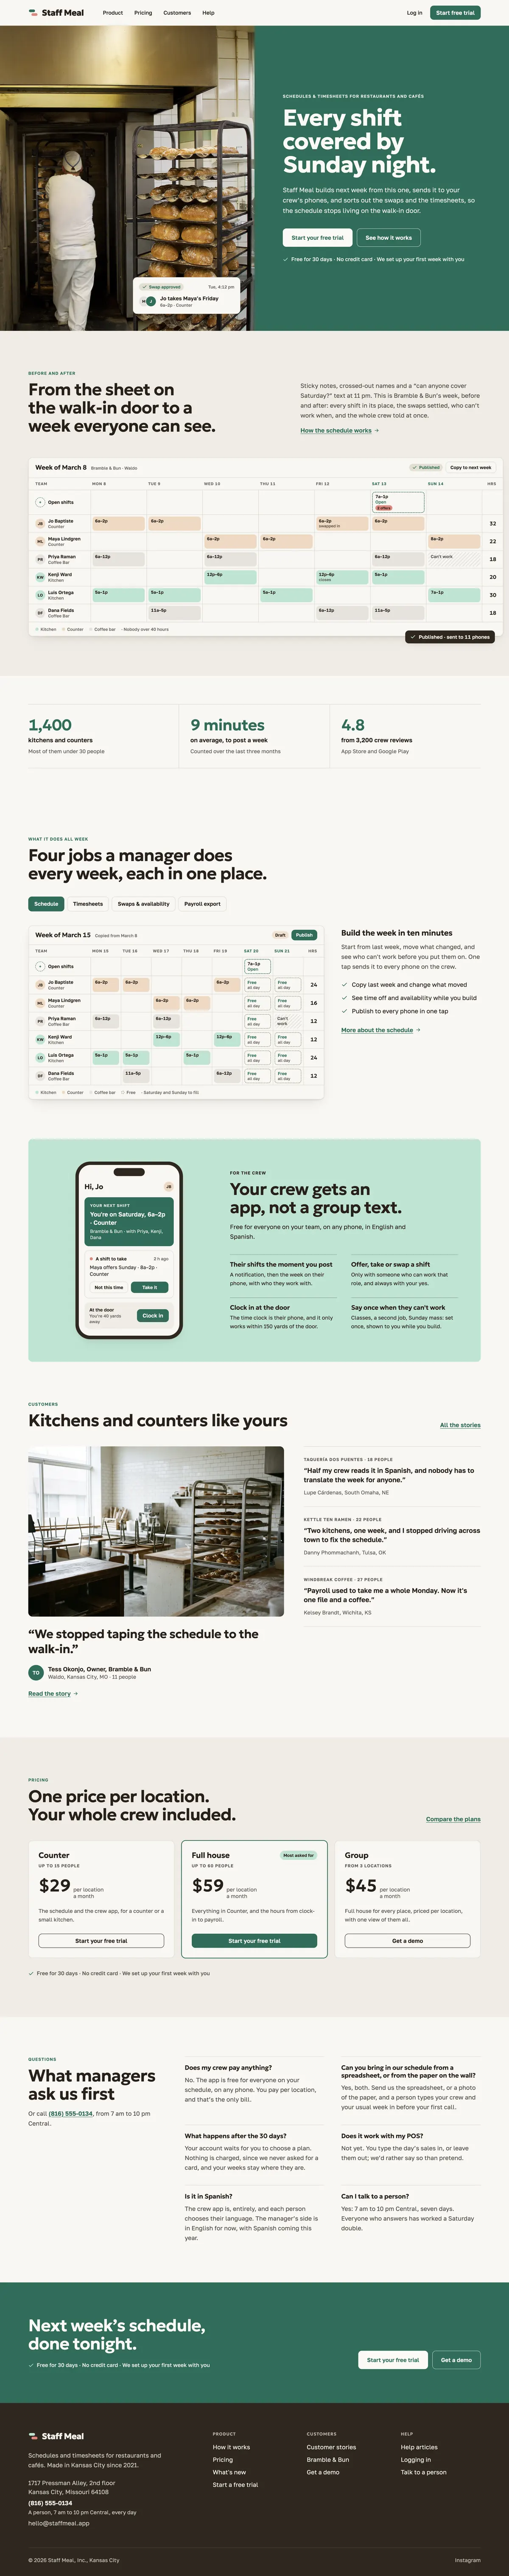 Staff Meal
Product
Pricing
Customers
Help
Log in
Start free trial
SCHEDULES & TIMESHEETS FOR RESTAURANTS AND CAFÉS
Every shift
covered by
Sunday night.
Staff Meal builds next week from this one, sends it to your
crew's phones, and sorts out the swaps and the timesheets, so
the schedule stops living on the walk-in door.
Start your free trial
See how it works
Free for 30 days · No credit card · We set up your first week with you
Swap approved
Tue, 4:12 pm
J
Jo takes Maya's Friday
6a–2p · Counter
BEFORE AND AFTER
From the sheet on
the walk-in door to a
week everyone can see.
Sticky notes, crossed-out names and a "can anyone cover
Saturday?" text at 11 pm. This is Bramble & Bun's week, before
and after: every shift in its place, the swaps settled, who can't
work when, and the whole crew told at once.
How the schedule works
Week of March 8
Bramble & Bun · Waldo
Published
Copy to next week
TEAM
MON 8
TUE 9
WED 10
THU 11
FRI 12
SAT 13
SUN 14
HRS
Open shifts
7a–1p
Open
2 offers
JB
Jo Baptiste
Counter
6a–2p
6a–2p
6a–2p
swapped in
6a–2p
32
ML
Maya Lindgren
Counter
6a–2p
6a–2p
8a–2p
22
PR
Priya Raman
Coffee Bar
6a–12p
6a–12p
6a–12p
Can't work
18
KW
Kenji Ward
Kitchen
12p–6p
12p–6p
closes
5a–1p
20
LO
Luis Ortega
Kitchen
5a–1p
5a–1p
5a–1p
7a–1p
30
DF
Dana Fields
Coffee Bar
11a–5p
6a–12p
11a–5p
18
Kitchen
Counter
Coffee bar
· Nobody over 40 hours
Published · sent to 11 phones
1,400
kitchens and counters
Most of them under 30 people
9 minutes
on average, to post a week
Counted over the last three months
4.8
from 3,200 crew reviews
App Store and Google Play
WHAT IT DOES ALL WEEK
Four jobs a manager does
every week, each in one place.
Schedule
Timesheets
Swaps & availability
Payroll export
Week of March 15
Copied from March 8
Draft
Publish
TEAM
MON 15
TUE 16
WED 17
THU 18
FRI 19
SAT 20
SUN 21
HRS
Open shifts
7a–1p
Open
JB
Jo Baptiste
Counter
6a–2p
6a–2p
6a–2p
Free
all day
Free
all day
24
ML
Maya Lindgren
Counter
6a–2p
6a–2p
Free
all day
Free
all day
16
PR
Priya Raman
Coffee Bar
6a–12p
6a–12p
Free
all day
Can't
work
12
KW
Kenji Ward
Kitchen
12p–6p
12p–6p
Free
all day
Free
all day
12
LO
Luis Ortega
Kitchen
5a–1p
5a–1p
5a–1p
Free
all day
Free
all day
24
DF
Dana Fields
Coffee Bar
11a–5p
6a–12p
Free
all day
Free
all day
12
Kitchen
Counter
Coffee bar
Free
· Saturday and Sunday to fill
Build the week in ten minutes
Start from last week, move what changed, and
see who can't work before you put them on. One
tap sends it to every phone on the crew.
Copy last week and change what moved
See time off and availability while you build
Publish to every phone in one tap
More about schedule
Hi, Jo
JB
YOUR NEXT SHIFT
You're on Saturday, 6a–2p
· Counter
Bramble & Bun · with Priya, Kenji,
Dana
A shift to take
2 h ago
Maya offers Sunday · 8a–2p ·
Counter
Not this time
Take it
At the door
You're 40 yards
away
Clock in
FOR THE CREW
Your crew gets an
app, not a group text.
Free for everyone on your team, on any phone, in English and
Spanish.
Their shifts the moment you post
A notification, then the week on their
phone, with who they work with.
Offer, take or swap a shift
Only with someone who can work that
role, and always with your yes.
Clock in at the door
The time clock is their phone, and it only
works within 150 yards of the door.
Say once when they can't work
Classes, a second job, Sunday mass: set
once, shown to you while you build.
CUSTOMERS
Kitchens and counters like yours
All the stories
"We stopped taping the schedule to the
walk-in."
TO
Tess Okonjo, Owner, Bramble & Bun
Waldo, Kansas City, MO · 11 people
Read the story
TAQUERÍA DOS PUENTES · 18 PEOPLE
"Half my crew reads it in Spanish, and nobody has to
translate the week for anyone."
Lupe Cárdenas, South Omaha, NE
KETTLE TEN RAMEN · 22 PEOPLE
"Two kitchens, one week, and I stopped driving across
town to fix the schedule."
Danny Phommachanh, Tulsa, OK
WINDBREAK COFFEE · 27 PEOPLE
"Payroll used to take me a whole Monday. Now it's
one file and a coffee."
Kelsey Brandt, Wichita, KS
PRICING
One price per location.
Your whole crew included.
Compare the plans
Counter
UP TO 15 PEOPLE
$29 per location
a month
The schedule and the crew app, for a counter or a
small kitchen.
Start your free trial
Full house
Most asked for
UP TO 60 PEOPLE
$59 per location
a month
Everything in Counter, and the hours from clock-
in to payroll.
Start your free trial
Group
FROM 3 LOCATIONS
$45 per location
a month
Full house for every place, priced per location,
with one view of them all.
Get a demo
Free for 30 days · No credit card · We set up your first week with you
QUESTIONS
What managers
ask us first
Or call (816) 555-0134, from 7 am to 10 pm
Central.
Does my crew pay anything?
No. The app is free for everyone on your
schedule, on any phone. You pay per location,
and that's the only bill.
Can you bring in our schedule from a
spreadsheet, or from the paper on the wall?
Yes, both. Send us the spreadsheet, or a photo
of the paper, and a person types your crew and
your usual week in before your first call.
What happens after the 30 days?
Your account waits for you to choose a plan.
Nothing is charged, since we never asked for a
card, and your weeks stay where they are.
Does it work with my POS?
Not yet. You type the day's sales in, or leave
them out; we'd rather say so than pretend.
Is it in Spanish?
The crew app is, entirely, and each person
chooses their language. The manager's side is
in English for now, with Spanish coming this
year.
Can I talk to a person?
Yes: 7 am to 10 pm Central, seven days.
Everyone who answers has worked a Saturday
double.
Next week's schedule,
done tonight.
Free for 30 days · No credit card · We set up your first week with you
Start your free trial
Get a demo
Staff Meal
Schedules and timesheets for restaurants and
cafés. Made in Kansas City since 2021.
1717 Pressman Alley, 2nd floor
Kansas City, Missouri 64108
(816) 555-0134
A person, 7 am to 10 pm Central, every day
hello@staffmeal.app
PRODUCT
How it works
Pricing
What's new
Start a free trial
CUSTOMERS
Customer stories
Bramble & Bun
Get a demo
HELP
Help articles
Logging in
Talk to a person
© 2026 Staff Meal, Inc., Kansas City
Instagram